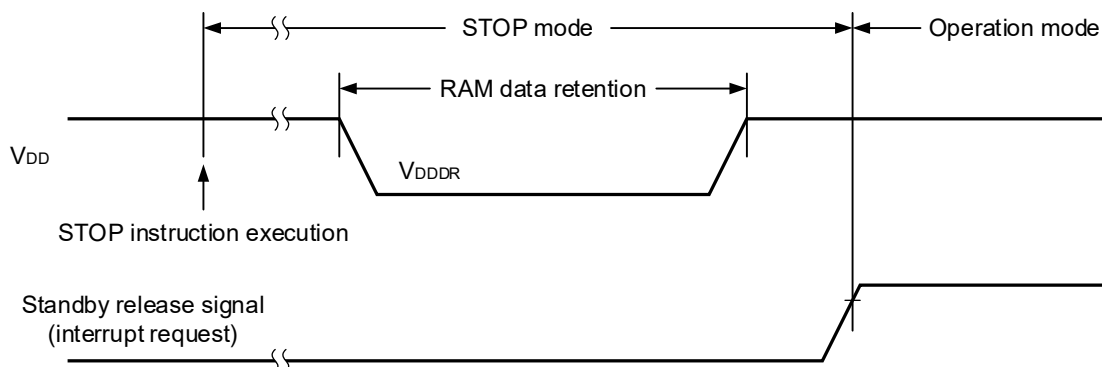 STOP mode
Operation mode
RAM data retention
VDD
VDDDR
STOP instruction execution
Standby release signal
(interrupt request)